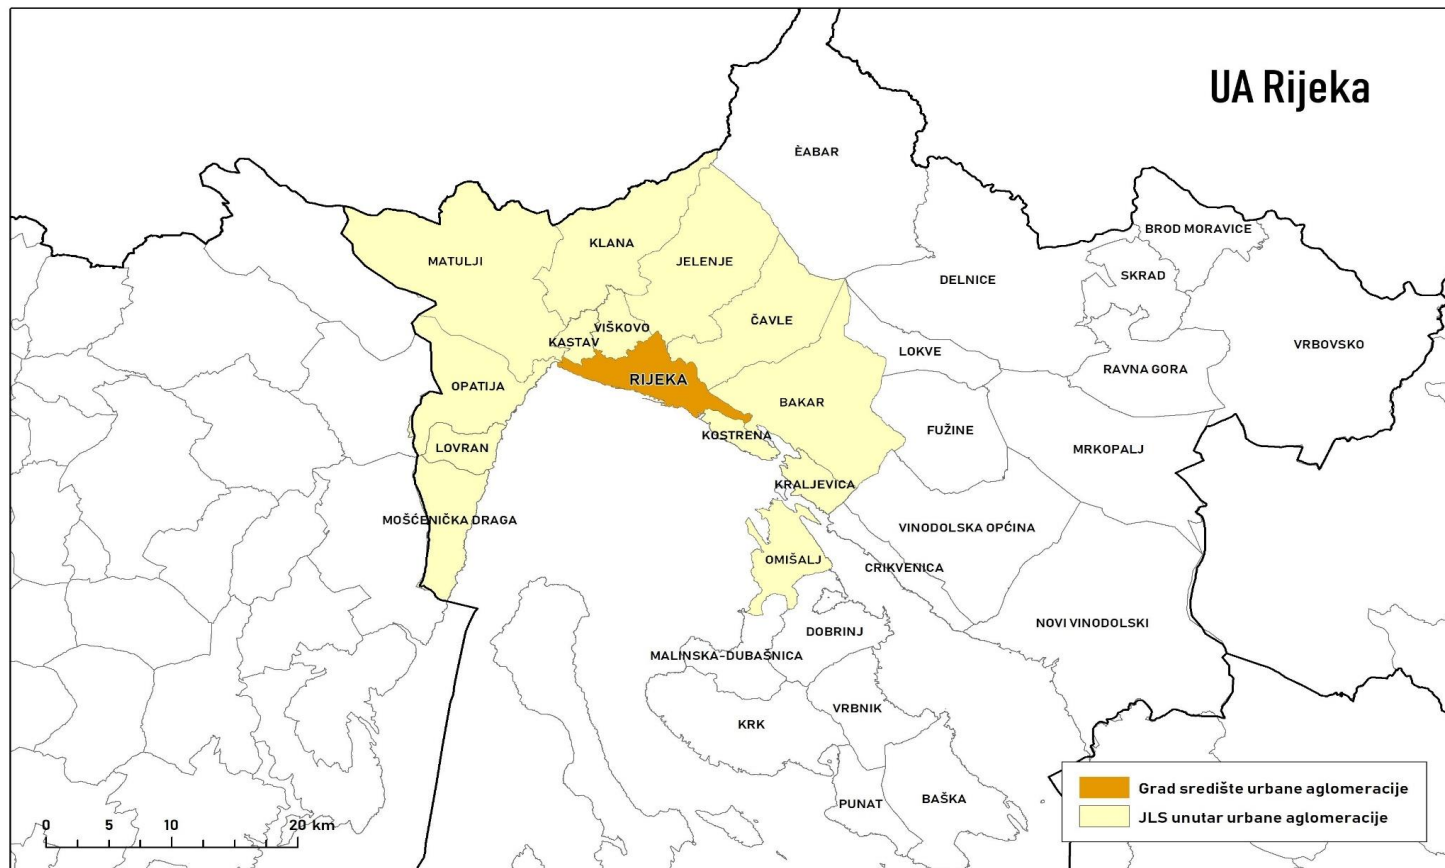 UA Rijeka
ÈABAR
BROD MORAVICE
KLANA
MATULJI
JELENJE
SKRAD
DELNICE
ČAVLE
VIŠKOVO
KASTAV
VRBOVSKO
LOKVE
RAVNA GORA
RIJEKA
OPATIJA
BAKAR
FUŽINE
KOSTRENA
LOVRAN
MRKOPALJ
KRALJEVICA
MOŠĆENIČKA DRAGA
VINODOLSKA OPĆINA
OMIŠALJ
CRIKVENICA
NOVI VINODOLSKI
DOBRINJ
MALINSKA-DUBAŠNICA
VRBNIK
KRK
PUNAT
BAŠKA
Grad središte urbane aglomeracije
JLS unutar urbane aglomeracije
0 5 10 20 km